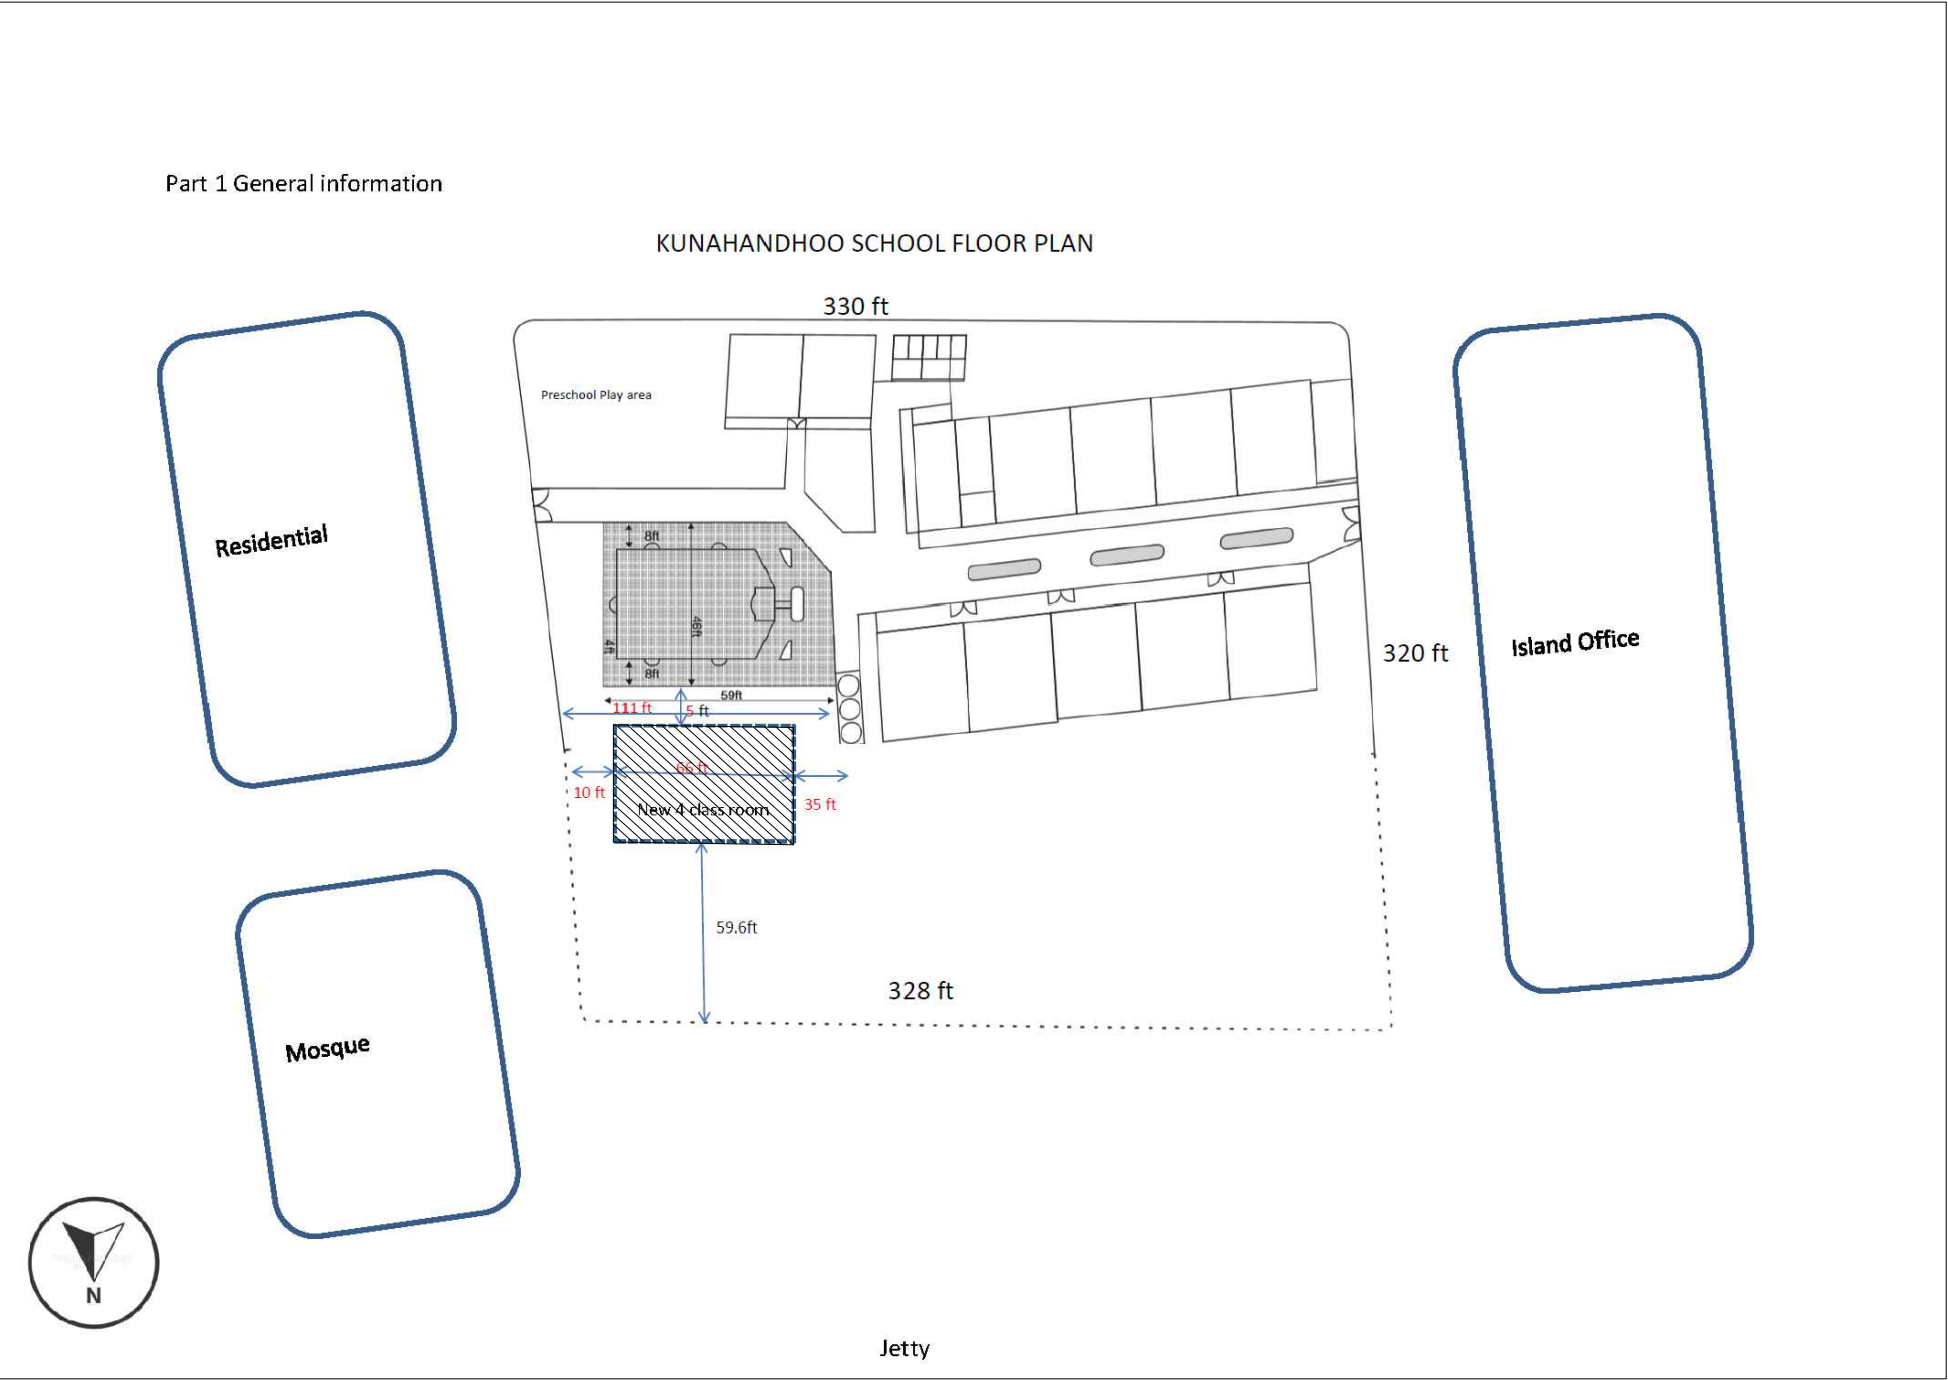 Part 1 General information
KUNAHANDHOO SCHOOL FLOOR PLAN
330 ft
Preschool Play area
Residential
8ft
46ft
4ft
8ft
Island Office
320 ft
59ft
111 ft
5 ft
66 ft
10 ft
35 ft
New 4 class room
59.6ft
328 ft
Mosque
N
Jetty